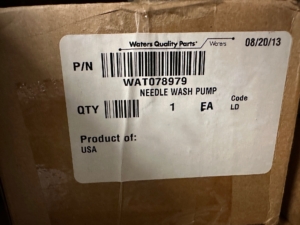 Waters Quality Parts Waters 08/20/13
P/N
WAT078979
NEEDLE WASH PUMP
QTY 1 EA Code
LD
Product of:
USA